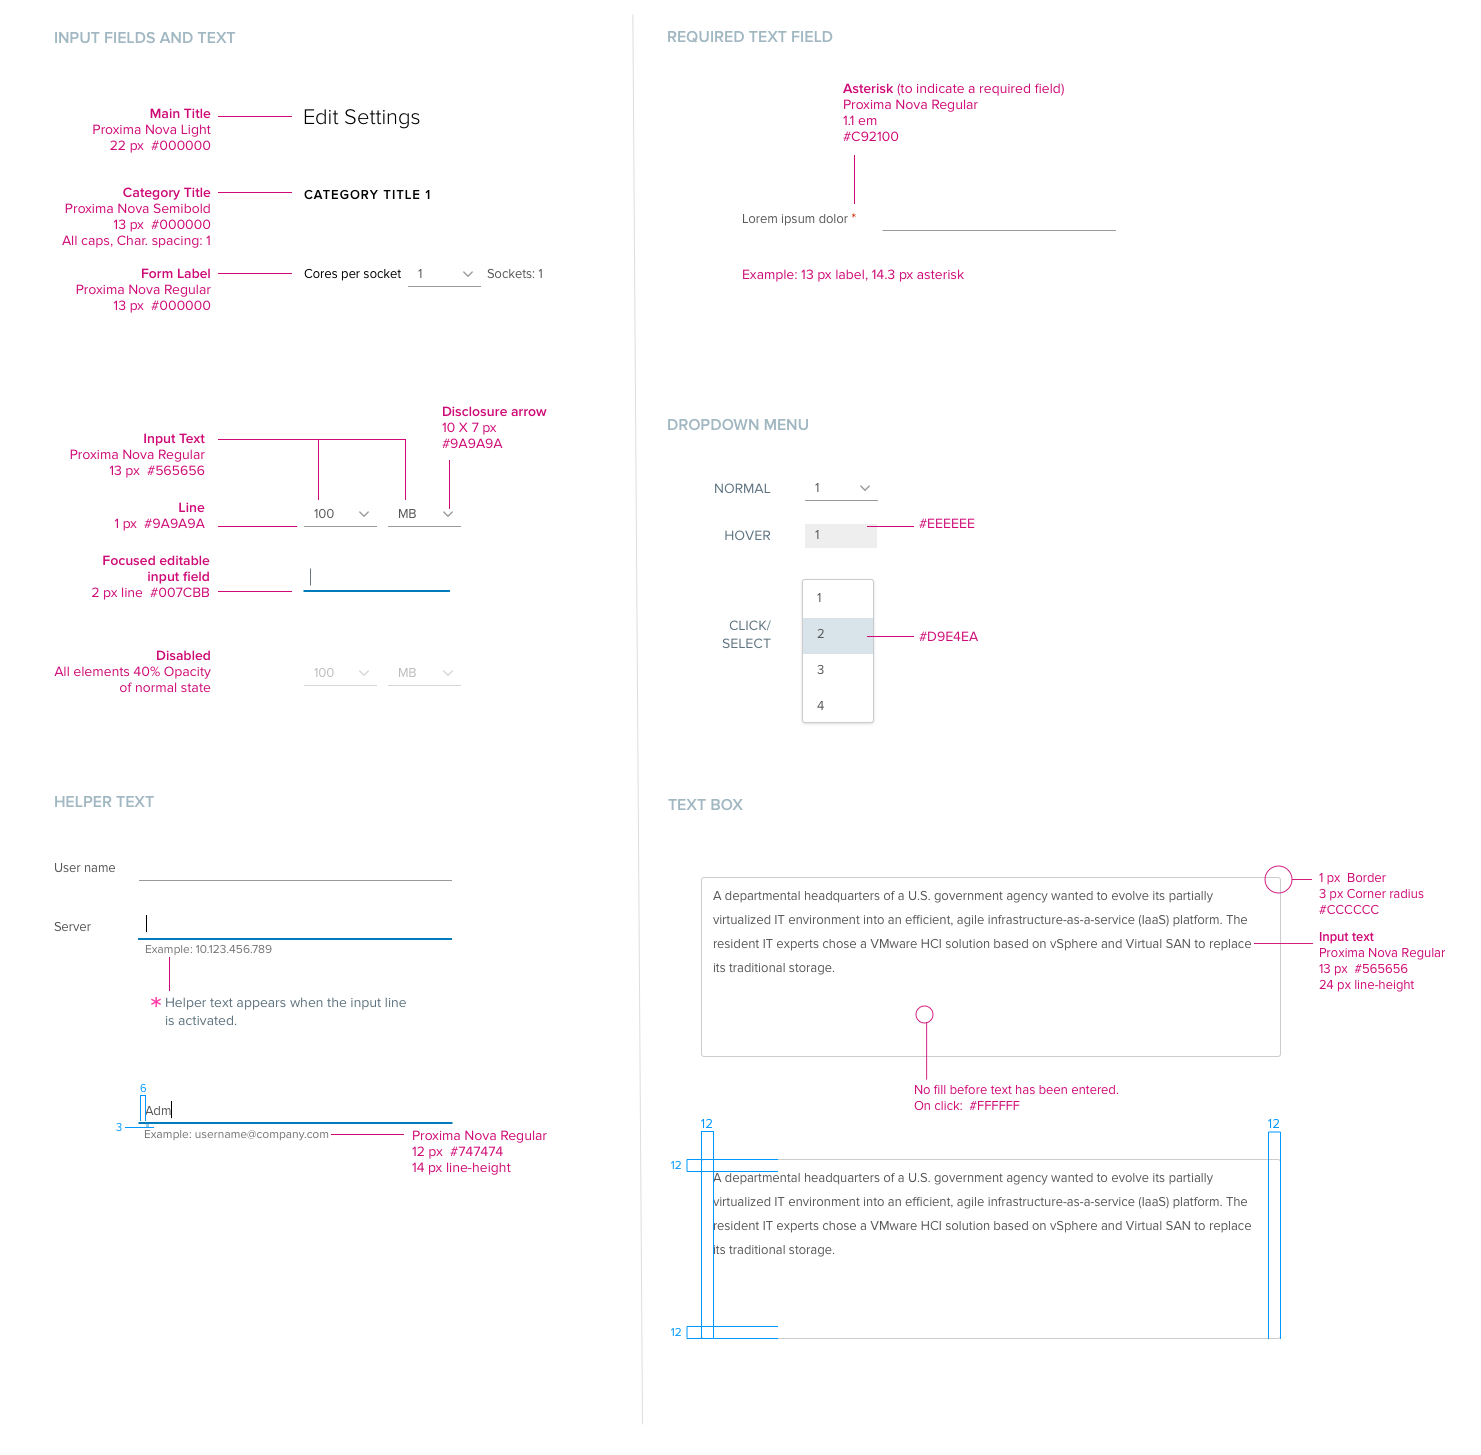 INPUT FIELDS AND TEXT
Main Title
Proxima Nova Light
22 px #000000
Edit Settings
Category Title
Proxima Nova Semibold
13 px #000000
All caps, Char. spacing: 1
CATEGORY TITLE 1
Form Label
Proxima Nova Regular
13 px #000000
Cores per socket 1 Sockets: 1
Disclosure arrow
10 X 7 px
#9A9A9A
Input Text
Proxima Nova Regular
13 px #565656
Line
1 px #9A9A9A
100 MB
Focused editable
input field
2 px line #007CBB
Disabled
All elements 40% Opacity
of normal state
100 MB
HELPER TEXT
User name
Server
Example: 10.123.456.789
* Helper text appears when the input line
is activated.
6
Adm
3
Example: username@company.com
Proxima Nova Regular
12 px #747474
14 px line-height
REQUIRED TEXT FIELD
Asterisk (to indicate a required field)
Proxima Nova Regular
1.1 em
#C92100
Lorem ipsum dolor *
Example: 13 px label, 14.3 px asterisk
DROPDOWN MENU
NORMAL 1
HOVER 1
#EEEEEE
CLICK/
SELECT
1
2
3
4
#D9E4EA
TEXT BOX
A departmental headquarters of a U.S. government agency wanted to evolve its partially
virtualized IT environment into an efficient, agile infrastructure-as-a-service (IaaS) platform. The
resident IT experts chose a VMware HCI solution based on vSphere and Virtual SAN to replace
its traditional storage.
1 px Border
3 px Corner radius
#CCCCCC
Input text
Proxima Nova Regular
13 px #565656
24 px line-height
No fill before text has been entered.
On click: #FFFFFF
12 12
12
A departmental headquarters of a U.S. government agency wanted to evolve its partially
virtualized IT environment into an efficient, agile infrastructure-as-a-service (IaaS) platform. The
resident IT experts chose a VMware HCI solution based on vSphere and Virtual SAN to replace
its traditional storage.
12